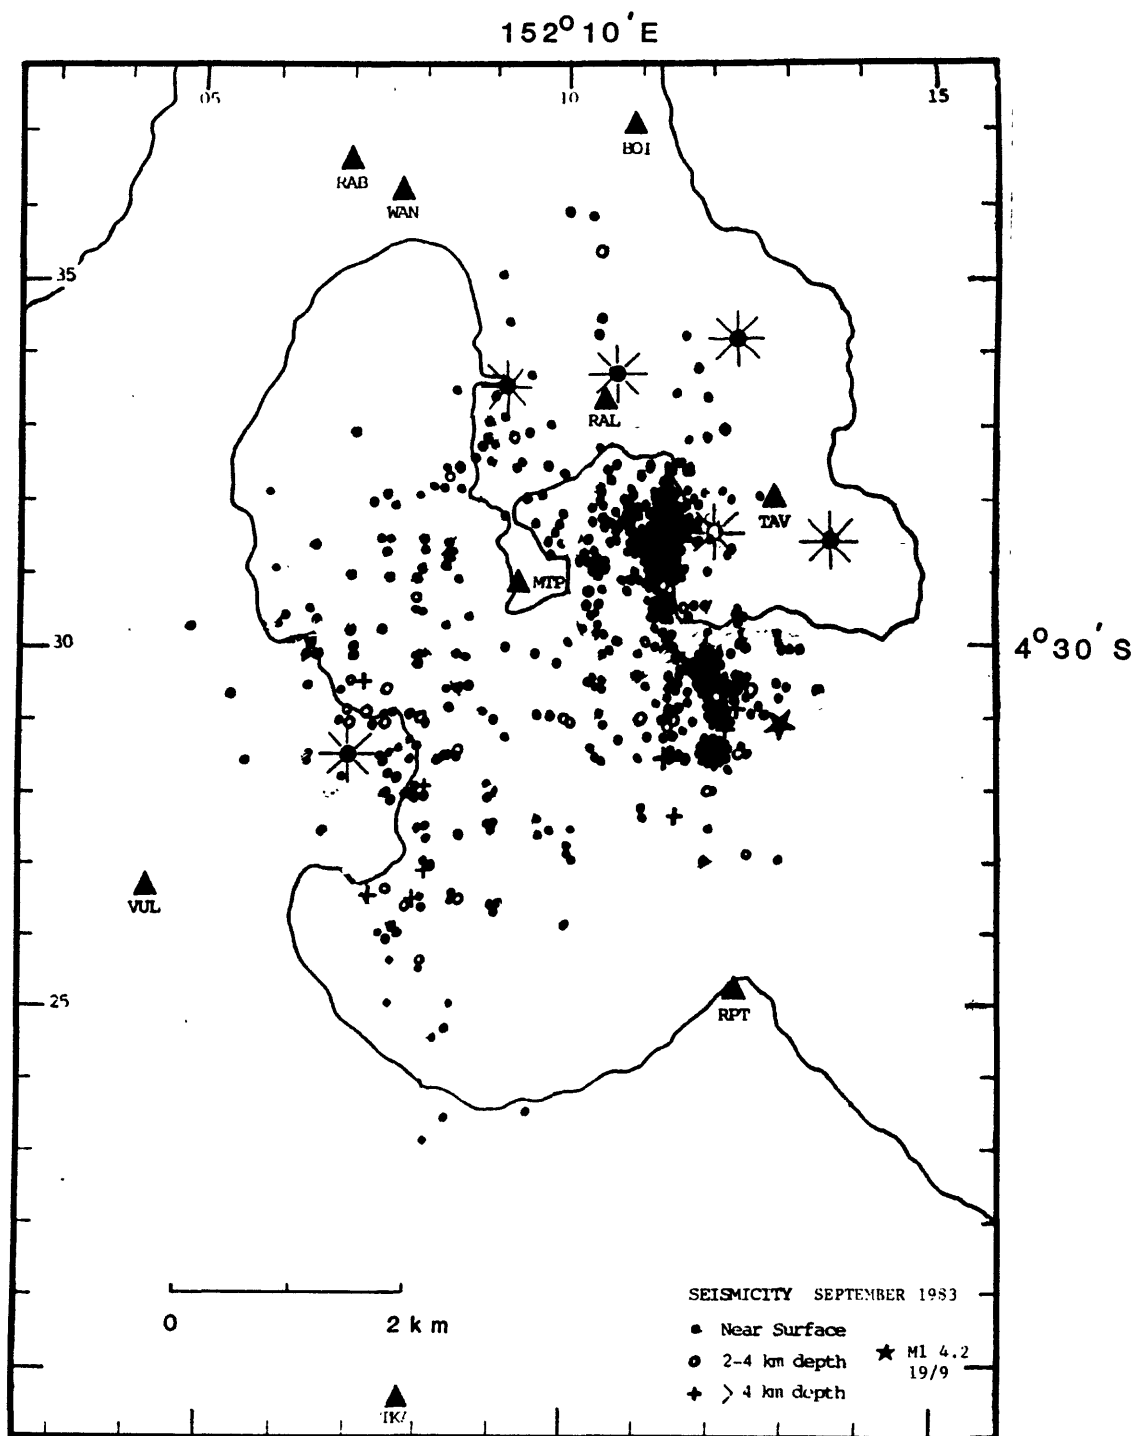 152° 10' E
05 10 15
BOI
RAB
WAN
35
RAL
TAV
MTP
30
4° 30' S
VUL
25
RPT
SEISMICITY SEPTEMBER 1983
0 2 km
Near Surface
2-4 km depth
> 4 km depth
M1 4.2
19/9